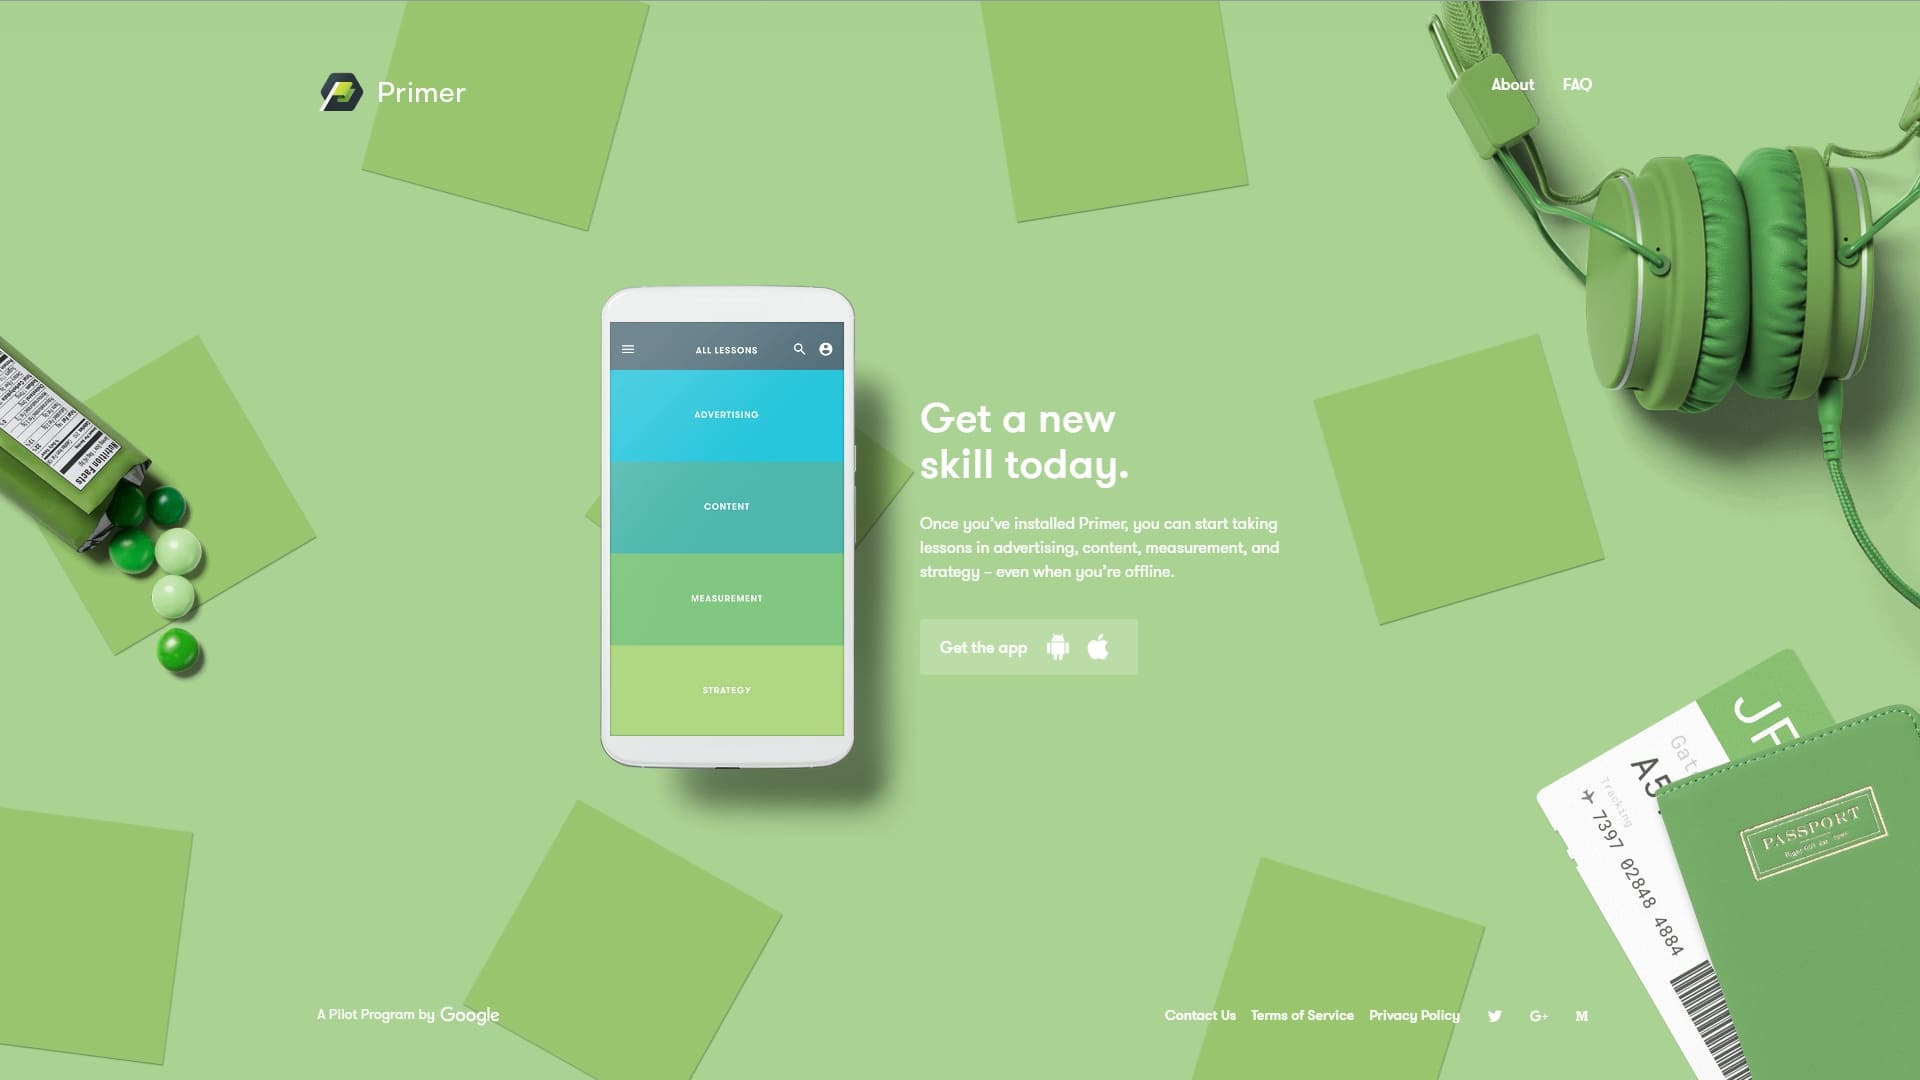 Primer
About
FAQ
ALL LESSONS
ADVERTISING
CONTENT
MEASUREMENT
STRATEGY
Get a new
skill today.
Once you’ve installed Primer, you can start taking
lessons in advertising, content, measurement, and
strategy – even when you’re offline.
Get the app
Nutrition Facts
JF
A5
Tracking
7397 02848 4884
PASSPORT
A Pilot Program by Google
Contact Us
Terms of Service
Privacy Policy
G+
M